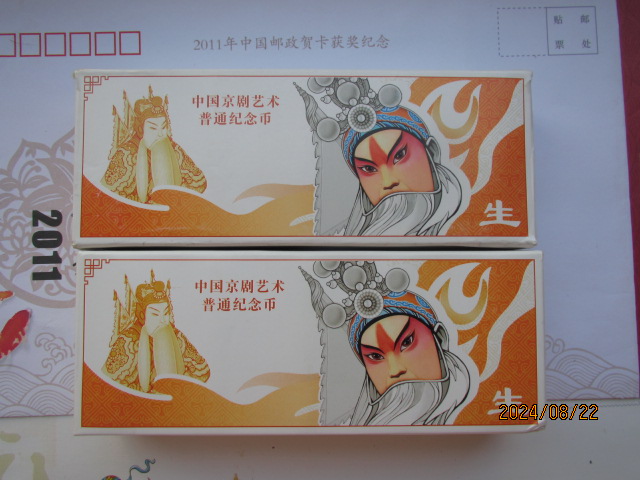 2011年中国邮政贺卡获奖纪念
贴 邮
票 处
中国京剧艺术
普通纪念币
生
2011
中国京剧艺术
普通纪念币
生
2024/08/22